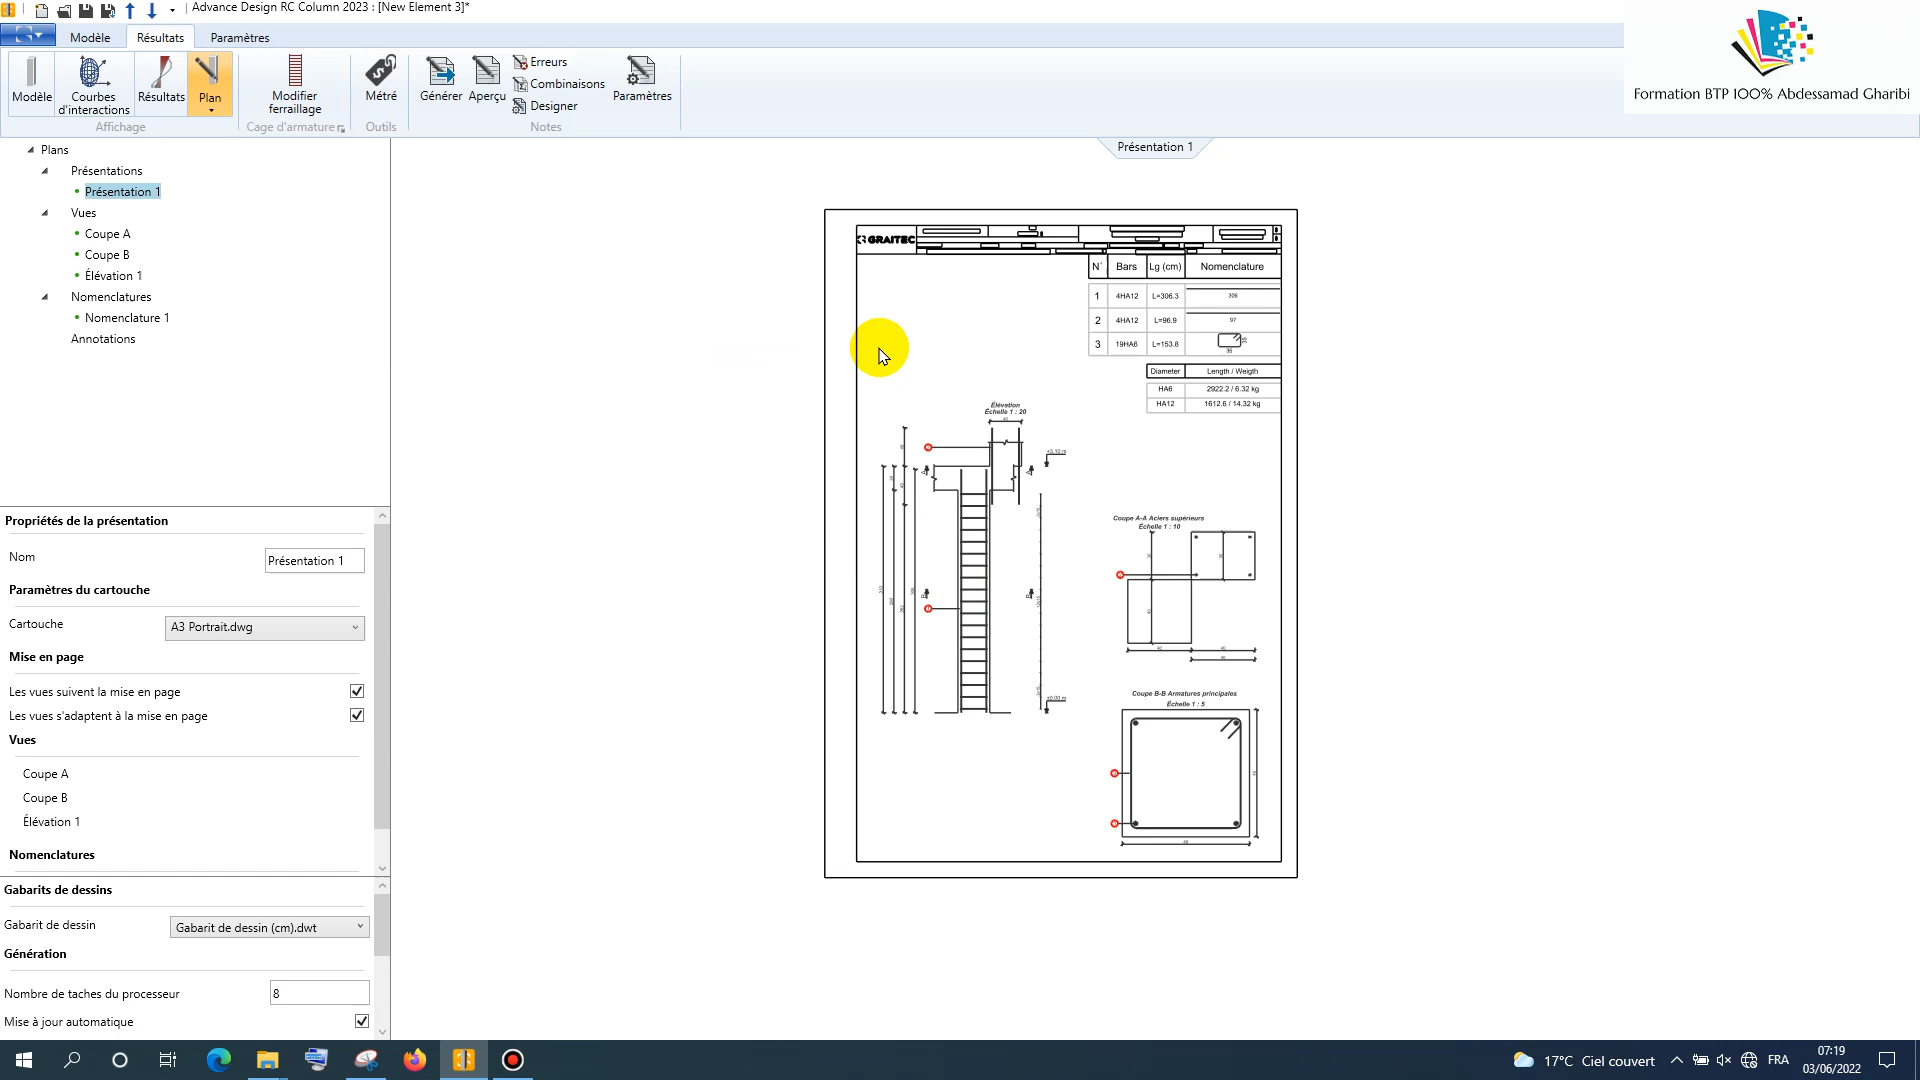 Advance Design RC Column 2023 : [New Element 3]*
Modèle
Résultats
Paramètres
Modèle
Courbes d'interactions
Résultats
Plan
Affichage
Modifier ferraillage
Cage d'armature
Métré
Outils
Générer
Aperçu
Erreurs
Combinaisons
Designer
Paramètres
Notes
Formation BTP 100% Abdessamad Gharibi
Plans
Présentations
Présentation 1
Vues
Coupe A
Coupe B
Élévation 1
Nomenclatures
Nomenclature 1
Annotations
Présentation 1
GRAITEC
N° Bars Lg (cm) Nomenclature
1 4HA12 L=306.3 306
2 4HA12 L=96.9 97
3 19HA6 L=153.8 35
Diameter Length / Weigth
HA6 2922.2 / 6.32 kg
HA12 1612.6 / 14.32 kg
Élévation
Échelle 1 : 20
+3.10 m
±0.00 m
Coupe A-A Aciers supérieurs
Échelle 1 : 10
Coupe B-B Armatures principales
Échelle 1 : 5
Propriétés de la présentation
Nom
Présentation 1
Paramètres du cartouche
Cartouche
A3 Portrait.dwg
Mise en page
Les vues suivent la mise en page
Les vues s'adaptent à la mise en page
Vues
Coupe A
Coupe B
Élévation 1
Nomenclatures
Gabarits de dessins
Gabarit de dessin
Gabarit de dessin (cm).dwt
Génération
Nombre de taches du processeur
8
Mise à jour automatique
17°C Ciel couvert
FRA
07:19
03/06/2022